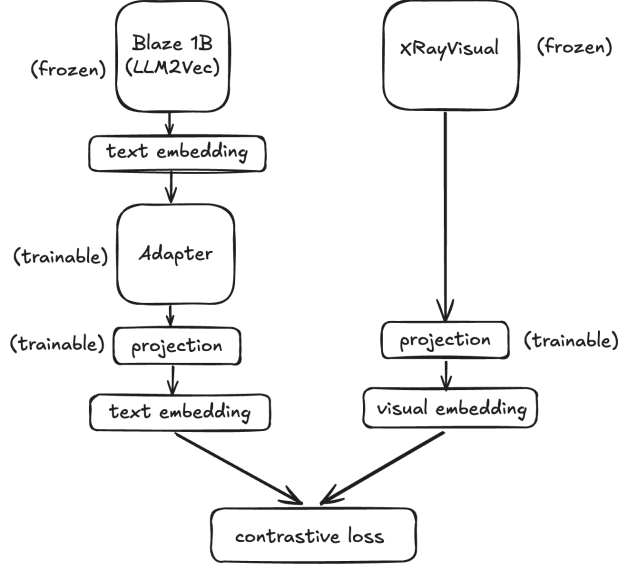 Blaze 1B
(LLM2Vec)
(frozen)
xRayVisual
(frozen)
text embedding
(trainable)
Adapter
(trainable)
projection
projection
(trainable)
text embedding
visual embedding
contrastive loss